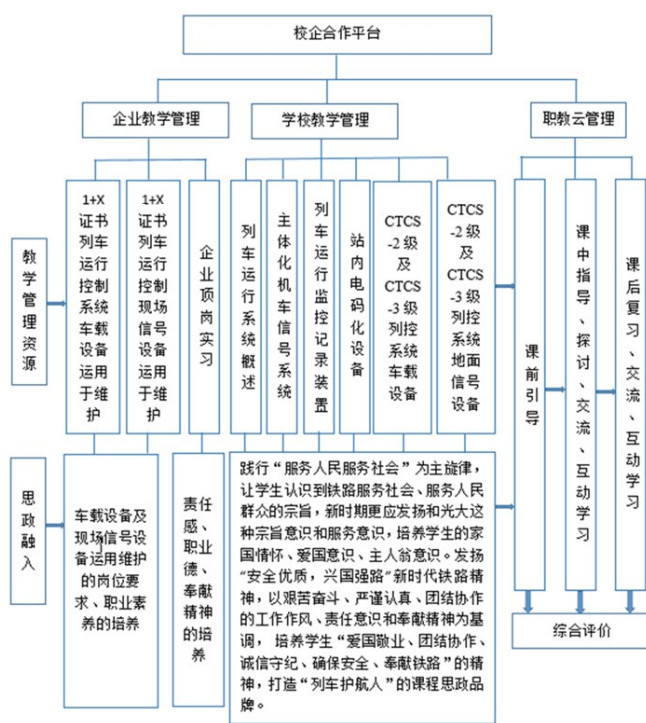 校企合作平台
企业教学管理
学校教学管理
职教云管理
教学管理资源
1+X
证书
列车
运行
控制
系统
车载
设备
运用
于维
护
1+X
证书
列车
运行
控制
现场
信号
设备
运用
于维
护
企业顶岗实习
列车运行系统概述
主体化机车信号系统
列车运行监控记录装置
站内电码化设备
CTCS
-2 级
及
CTCS
-3 级
列控
系统
车载
设备
CTCS
-2 级
及
CTCS
-3 级
列控
系统
地面
信号
设备
课前引导
课中指导、探讨、交流、互动学习
课后复习、交流、互动学习
思政融入
车载设备及
现场信号设
备运用维护
的岗位要
求、职业素
养的培养
责任
感、
职业
德、
奉献
精神
的培
养
践行“服务人民服务社会”为主旋律，
让学生认识到铁路服务社会、服务人民
群众的宗旨，新时期更应发扬和光大这
种宗旨意识和服务意识，培养学生的家
国情怀、爱国意识、主人翁意识。发扬
“安全优质，兴国强路”新时代铁路精
神，以艰苦奋斗、严谨认真、团结协作
的工作作风、责任意识和奉献精神为基
调， 培养学生“爱国敬业、团结协作、
诚信守纪、确保安全、奉献铁路”的精
神，打造“列车护航人”的课程思政品
牌。
综合评价